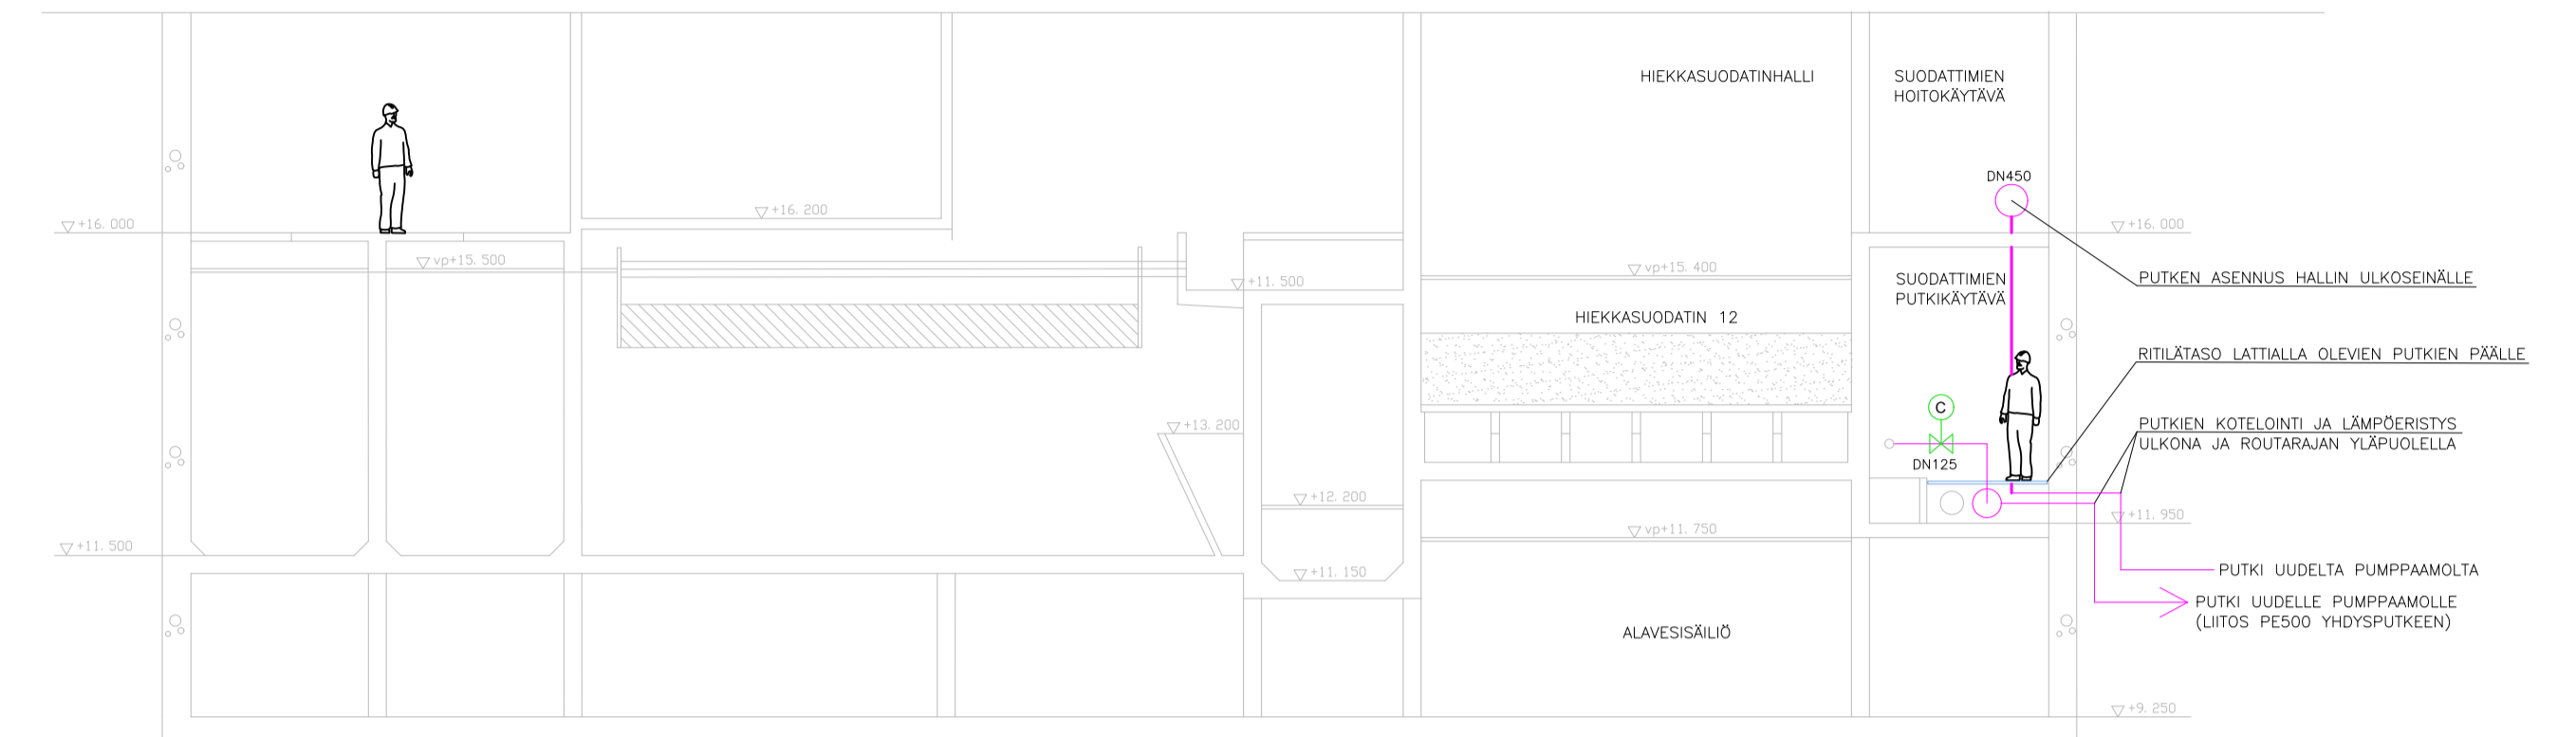 HIEKKASUODATINHALLI
SUODATTIMIEN
HOITOKÄYTÄVÄ
DN450
+16.200
+16.000
+16.000
vp+15.500
vp+15.400
+11.500
SUODATTIMIEN
PUTKIKÄYTÄVÄ
PUTKEN ASENNUS HALLIN ULKOSEINÄLLE
HIEKKASUODATIN 12
RITILÄTASO LATTIALLA OLEVIEN PUTKIEN PÄÄLLE
C
+13.200
PUTKIEN KOTELOINTI JA LÄMPÖERISTYS
ULKONA JA ROUTARAJAN YLÄPUOLELLA
DN125
+12.200
+11.950
vp+11.750
+11.500
+11.150
PUTKI UUDELTA PUMPPAAMOLTA
PUTKI UUDELLE PUMPPAAMOLLE
(LIITOS PE500 YHDYSPUTKEEN)
ALAVESISÄILIÖ
+9.250